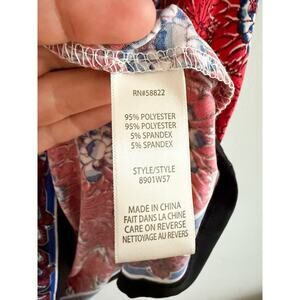 RN#58822
95% POLYESTER
95% POLYESTER
5% SPANDEX
5% SPANDEX
STYLE/STYLE
8901W57
MADE IN CHINA
FAIT DANS LA CHINE
CARE ON REVERSE
NETTOYAGE AU REVERS